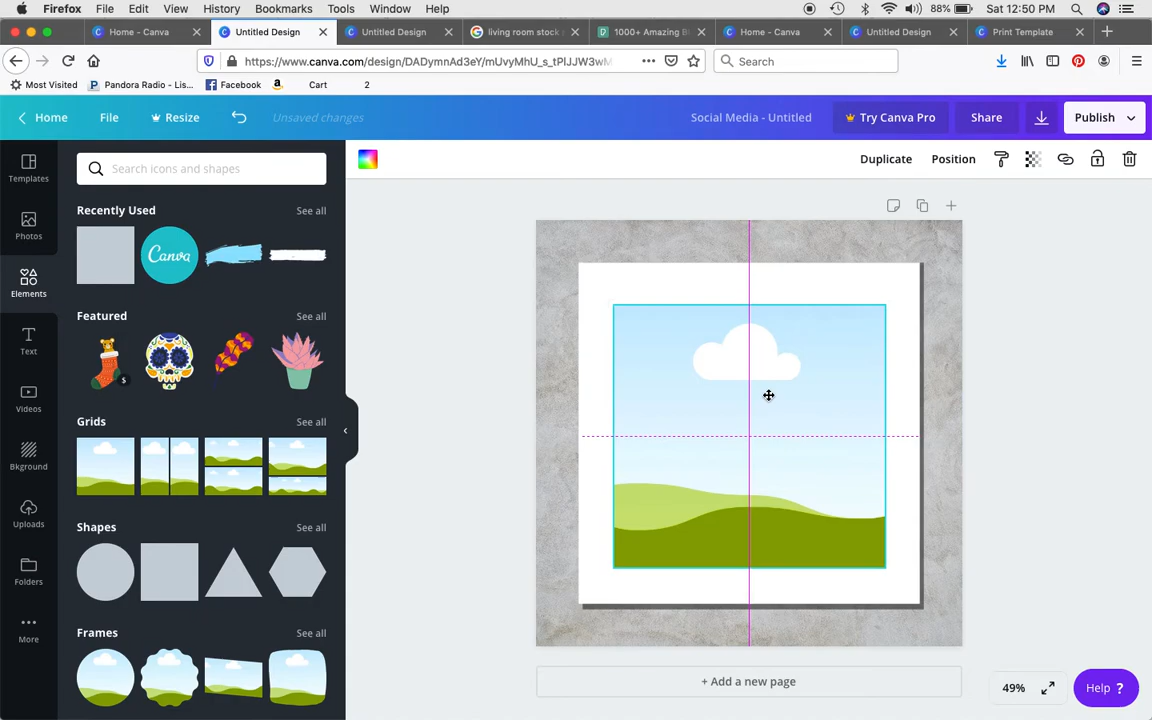 Firefox File Edit View History Bookmarks Tools Window Help 88% Sat 12:50 PM
Home - Canva Untitled Design Untitled Design living room stock 1000+ Amazing B Home - Canva Untitled Design Print Template
https://www.canva.com/design/DADymnAd3eY/mUvyMhU_s_tPIJJW3wM Search
Most Visited Pandora Radio - Lis... Facebook Cart 2
Home File Resize Unsaved changes Social Media - Untitled Try Canva Pro Share Publish
Search icons and shapes
Duplicate Position
Templates
Photos
Elements
Text
Videos
Bkground
Uploads
Folders
More
Recently Used See all
Canva
Featured See all
$
Grids See all
Shapes See all
Frames See all
+ Add a new page
49% Help ?